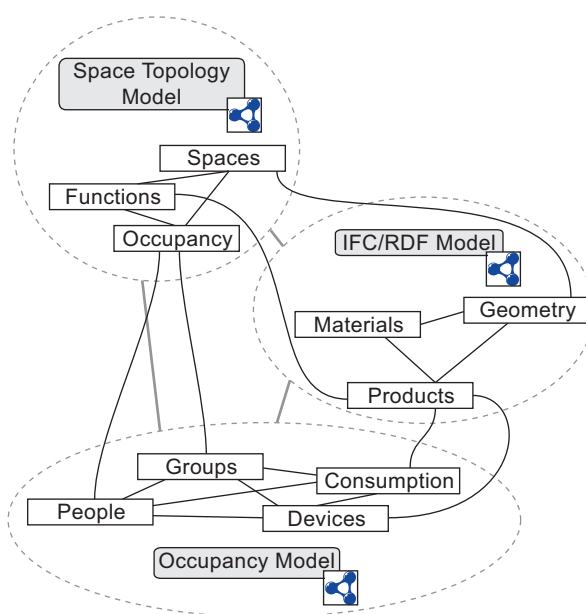 Space Topology
Model
Spaces
Functions
Occupancy
IFC/RDF Model
Geometry
Materials
Products
Groups
Consumption
People
Devices
Occupancy Model